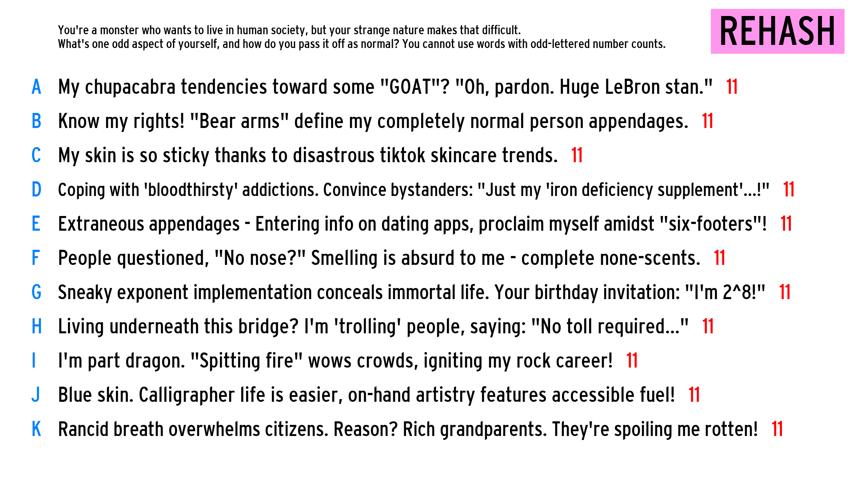 You're a monster who wants to live in human society, but your strange nature makes that difficult.
What's one odd aspect of yourself, and how do you pass it off as normal? You cannot use words with odd-lettered number counts.
REHASH
A My chupacabra tendencies toward some "GOAT"? "Oh, pardon. Huge LeBron stan." 11
B Know my rights! "Bear arms" define my completely normal person appendages. 11
C My skin is so sticky thanks to disastrous tiktok skincare trends. 11
D Coping with 'bloodthirsty' addictions. Convince bystanders: "Just my 'iron deficiency supplement'...!" 11
E Extraneous appendages - Entering info on dating apps, proclaim myself amidst "six-footers"! 11
F People questioned, "No nose?" Smelling is absurd to me - complete none-scents. 11
G Sneaky exponent implementation conceals immortal life. Your birthday invitation: "I'm 2^8!" 11
H Living underneath this bridge? I'm 'trolling' people, saying: "No toll required..." 11
I I'm part dragon. "Spitting fire" wows crowds, igniting my rock career! 11
J Blue skin. Calligrapher life is easier, on-hand artistry features accessible fuel! 11
K Rancid breath overwhelms citizens. Reason? Rich grandparents. They're spoiling me rotten! 11